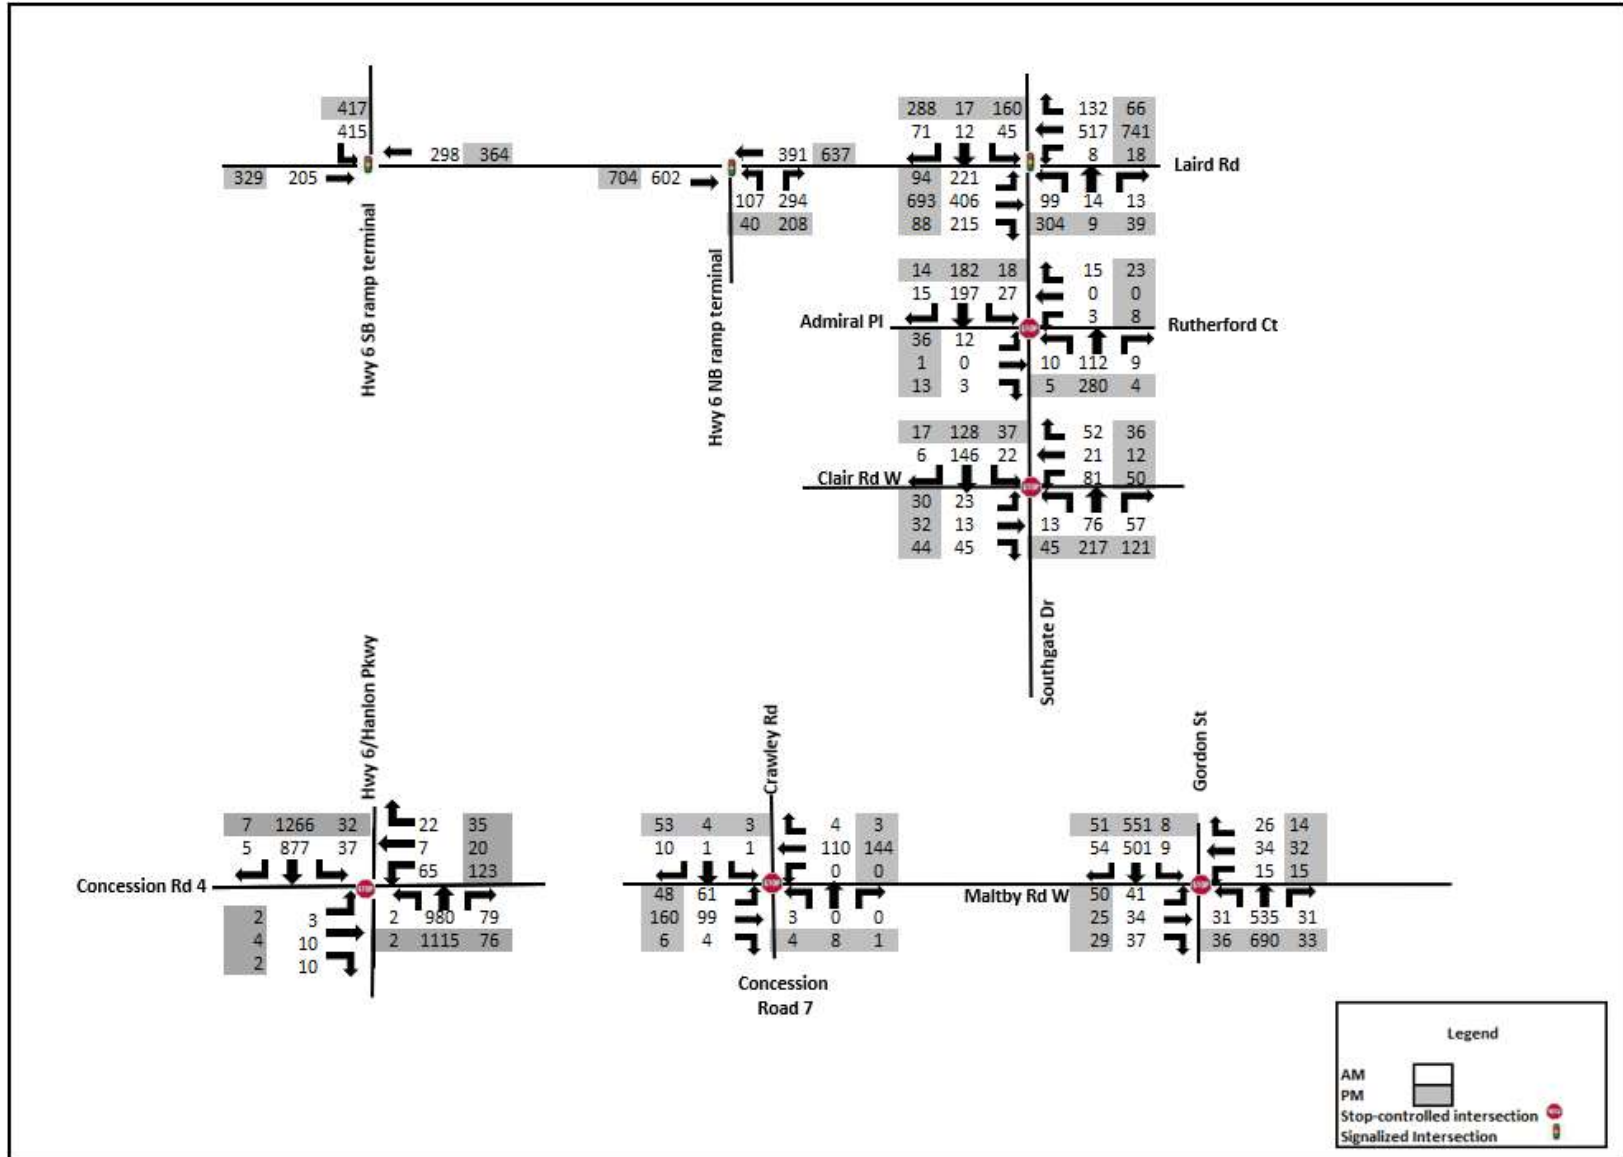 417
415
298 364
329 205
Hwy 6 SB ramp terminal
391 637
704 602
107 294
40 208
Hwy 6 NB ramp terminal
288 17 160 132 66
71 12 45 517 741
8 18
Laird Rd
94 221
693 406 99 14 13
88 215 304 9 39
14 182 18 15 23
15 197 27 0 0
3 8
Admiral Pl
Rutherford Ct
36 12
1 0 10 112 9
13 3 5 280 4
17 128 37 36
6 146 22 52
21 12
81 50
Clair Rd W
30 23
32 13 13 76 57
44 45 45 217 121
Southgate Dr
Hwy 6/Hanlon Pkwy
7 1266 32 22 35
5 877 37 7 20
65 123
Concession Rd 4
2 3 2 980 79
4 10 2 1115 76
2 10
Crawley Rd
53 4 3 4 3
10 1 1 110 144
0 0
48 61
160 99 3 0 0
6 4 4 8 1
Concession
Road 7
Gordon St
51 551 8 26 14
54 501 9 34 32
15 15
Maltby Rd W
50 41
25 34 31 535 31
29 37 36 690 33
Legend
AM
PM
Stop-controlled intersection
Signalized Intersection